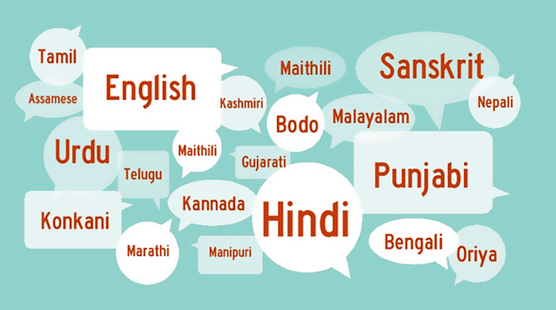 Tamil
English
Maithili
Sanskrit
Assamese
Kashmiri
Nepali
Bodo
Malayalam
Urdu
Maithili
Gujarati
Telugu
Punjabi
Konkani
Kannada
Hindi
Marathi
Manipuri
Bengali
Oriya